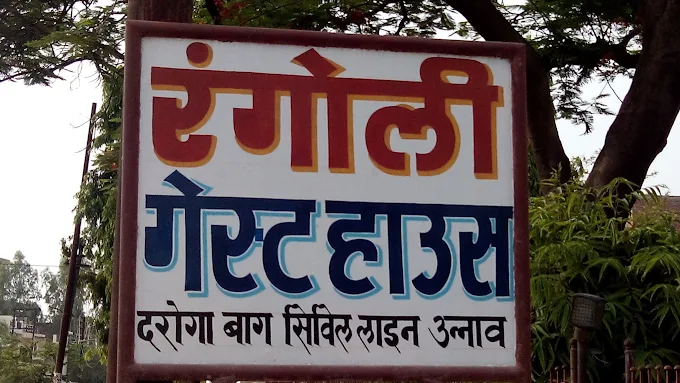 रंगोली
गेस्ट हाउस
दरोगा बाग सिविल लाइन उन्नाव